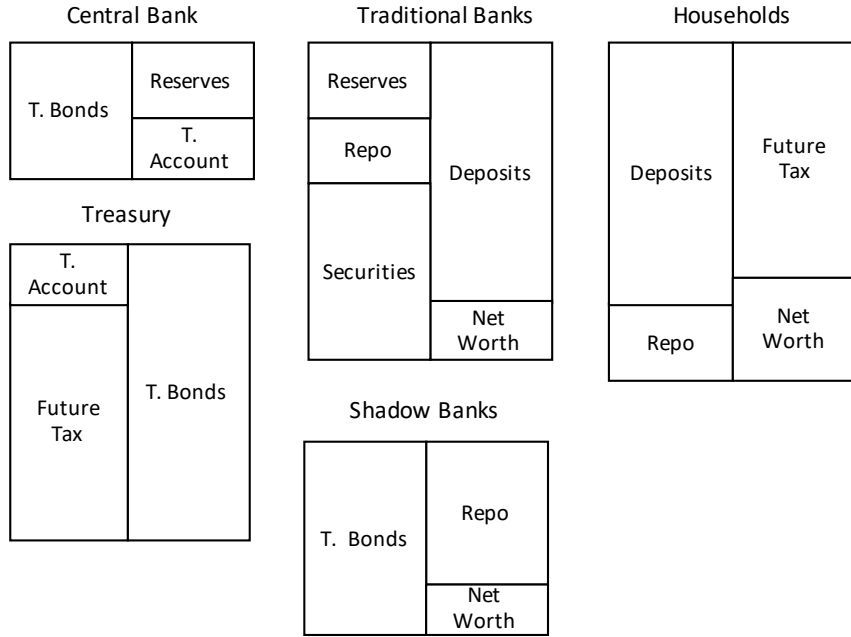 Central Bank
T. Bonds
Reserves
T.
Account
Treasury
T.
Account
Future
Tax
T. Bonds
Traditional Banks
Reserves
Repo
Securities
Deposits
Net
Worth
Shadow Banks
T. Bonds
Repo
Net
Worth
Households
Deposits
Repo
Future
Tax
Net
Worth